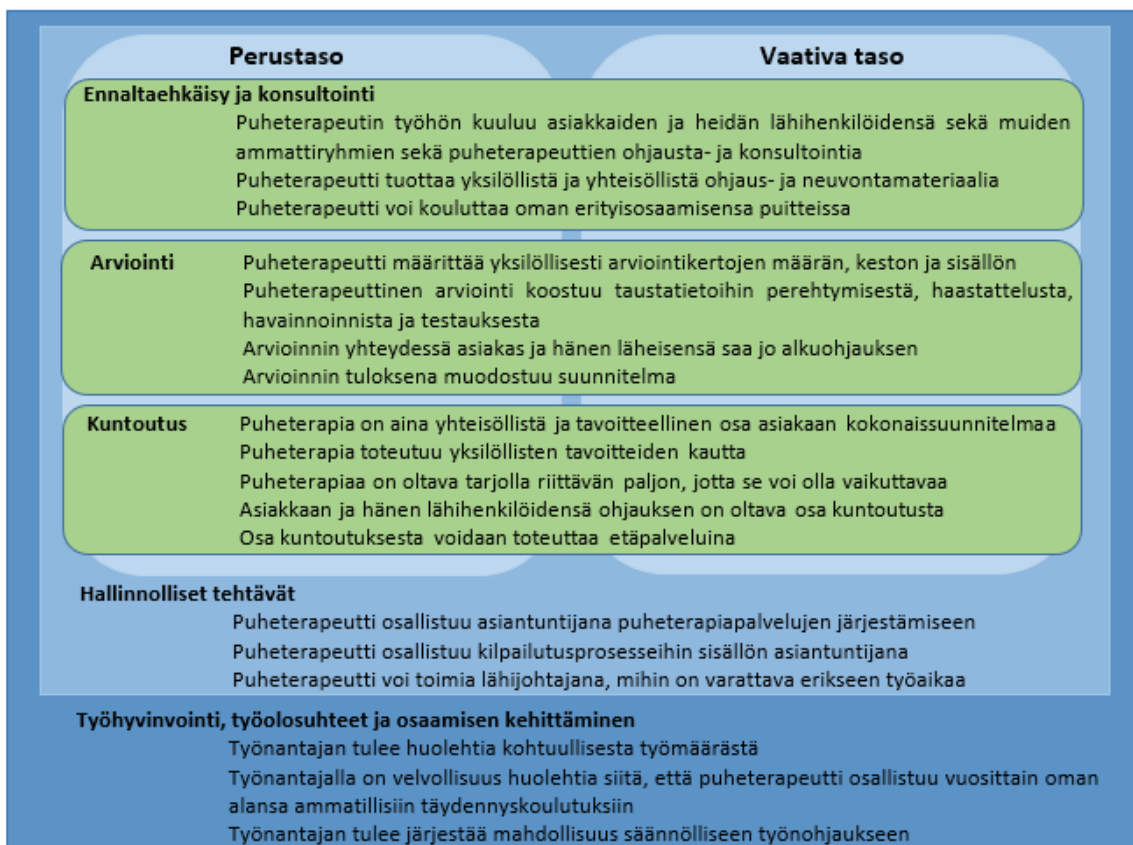 Perustaso
Vaativa taso
Ennaltaehkäisy ja konsultointi
Puheterapeutin työhön kuuluu asiakkaiden ja heidän lähihenkilöidensä sekä muiden
ammattiryhmien sekä puheterapeuttien ohjausta- ja konsultointia
Puheterapeutti tuottaa yksilöllistä ja yhteisöllistä ohjaus- ja neuvontamateriaalia
Puheterapeutti voi kouluttaa oman erityisosaamisensa puitteissa
Arviointi Puheterapeutti määrittää yksilöllisesti arviointikertojen määrän, keston ja sisällön
Puheterapeuttinen arviointi koostuu taustatietoihin perehtymisestä, haastattelusta,
havainnoinnista ja testauksesta
Arvioinnin yhteydessä asiakas ja hänen läheisensä saa jo alkuohjauksen
Arvioinnin tuloksena muodostuu suunnitelma
Kuntoutus Puheterapia on aina yhteisöllistä ja tavoitteellinen osa asiakaan kokonaissuunnitelmaa
Puheterapia toteutuu yksilöllisten tavoitteiden kautta
Puheterapiaa on oltava tarjolla riittävän paljon, jotta se voi olla vaikuttavaa
Asiakkaan ja hänen lähihenkilöidensä ohjauksen on oltava osa kuntoutusta
Osa kuntoutuksesta voidaan toteuttaa etäpalveluina
Hallinnolliset tehtävät
Puheterapeutti osallistuu asiantuntijana puheterapiapalvelujen järjestämiseen
Puheterapeutti osallistuu kilpailutusprosesseihin sisällön asiantuntijana
Puheterapeutti voi toimia lähijohtajana, mihin on varattava erikseen työaikaa
Työhyvinvointi, työolosuhteet ja osaamisen kehittäminen
Työnantajan tulee huolehtia kohtuullisesta työmäärästä
Työnantajalla on velvollisuus huolehtia siitä, että puheterapeutti osallistuu vuosittain oman
alansa ammatillisiin täydennyskoulutuksiin
Työnantajan tulee järjestää mahdollisuus säännölliseen työnohjaukseen